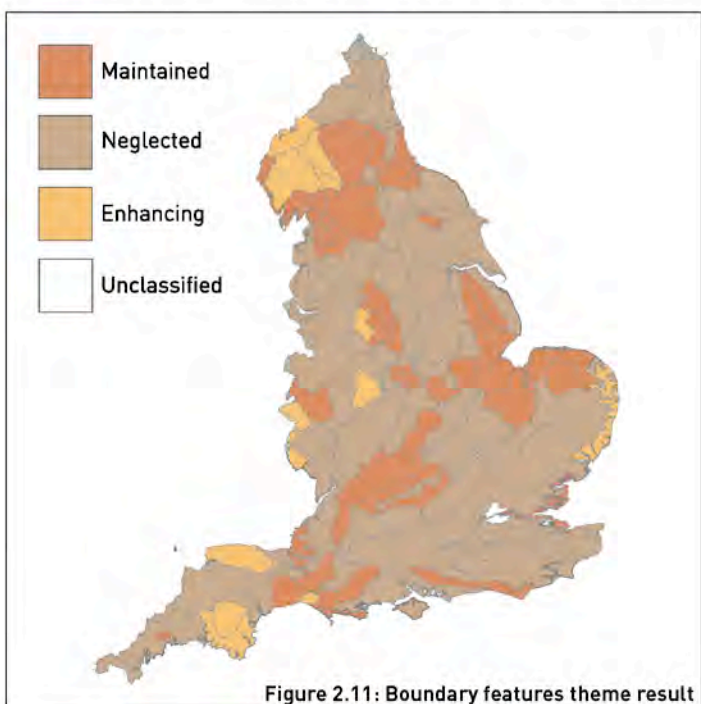 Maintained
Neglected
Enhancing
Unclassified
Figure 2.11: Boundary features theme result